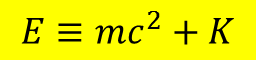 E ≡ mc² + K